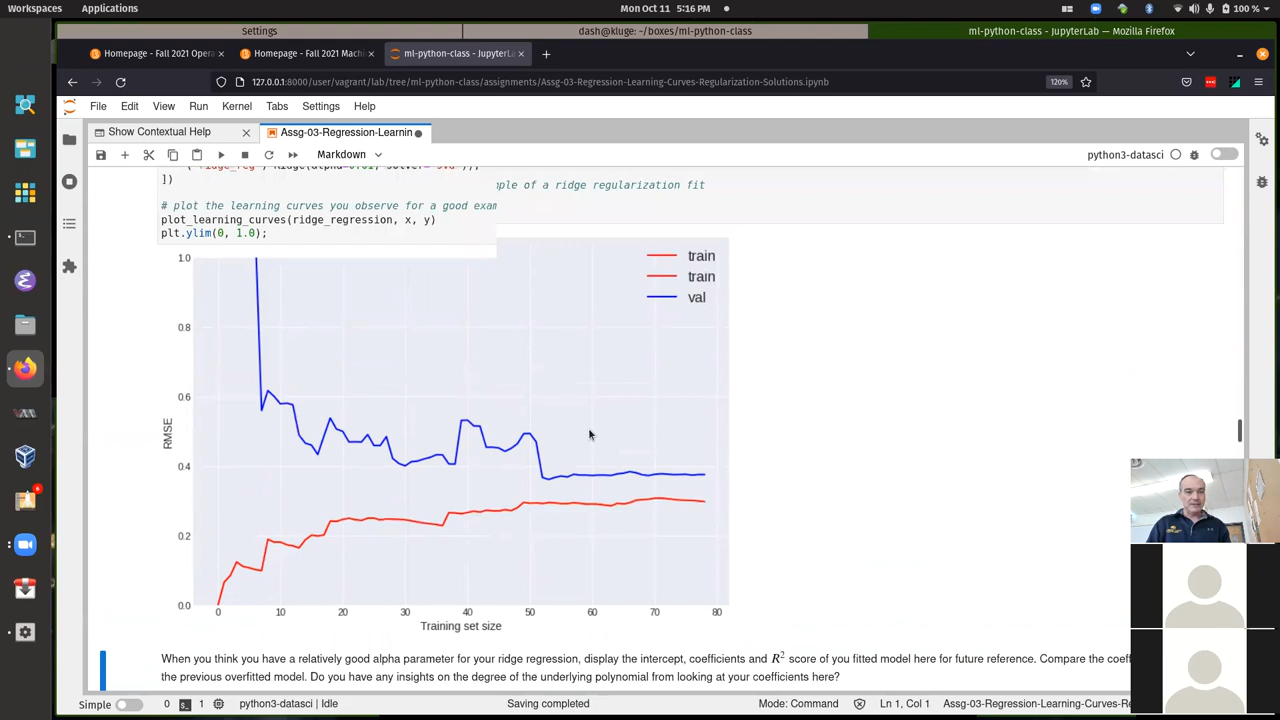 Workspaces Applications Mon Oct 11 5:16 PM 100 %
Settings dash@kluge: ~/boxes/ml-python-class ml-python-class - JupyterLab — Mozilla Firefox
Homepage - Fall 2021 Opera Homepage - Fall 2021 Machi ml-python-class - JupyterLa
127.0.0.1:8000/user/vagrant/lab/tree/ml-python-class/assignments/Assg-03-Regression-Learning-Curves-Regularization-Solutions.ipynb 120%
File Edit View Run Kernel Tabs Settings Help
Show Contextual Help Assg-03-Regression-Learnin
Markdown python3-datasci
])
mple of a ridge regularization fit
# plot the learning curves you observe for a good exam
plot_learning_curves(ridge_regression, x, y)
plt.ylim(0, 1.0);
train
train
val
1.0
0.8
0.6
0.4
0.2
0.0
RMSE
0 10 20 30 40 50 60 70 80
Training set size
When you think you have a relatively good alpha parameter for your ridge regression, display the intercept, coefficients and R² score of you fitted model here for future reference. Compare the coeff
the previous overfitted model. Do you have any insights on the degree of the underlying polynomial from looking at your coefficients here?
Simple 0 1 python3-datasci | Idle Saving completed Mode: Command Ln 1, Col 1 Assg-03-Regression-Learning-Curves-Re